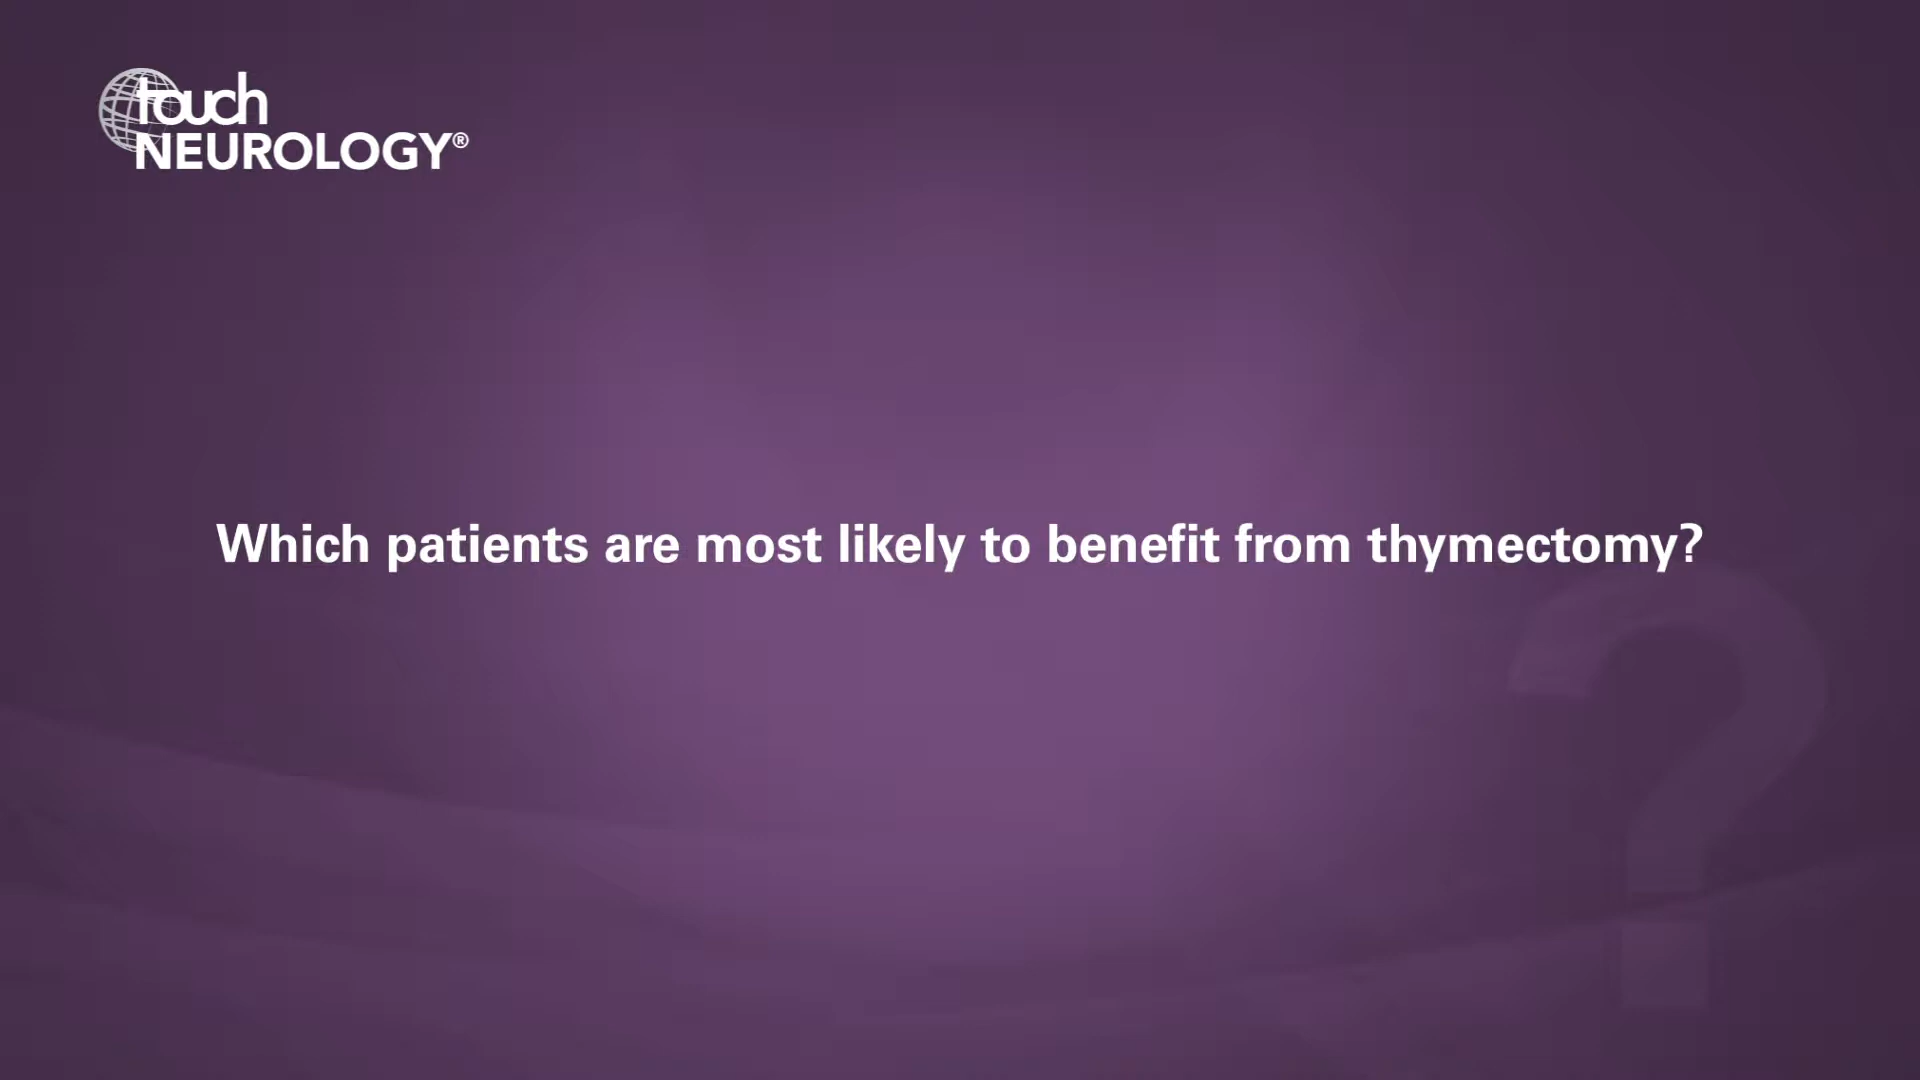 touch
NEUROLOGY®
Which patients are most likely to benefit from thymectomy?